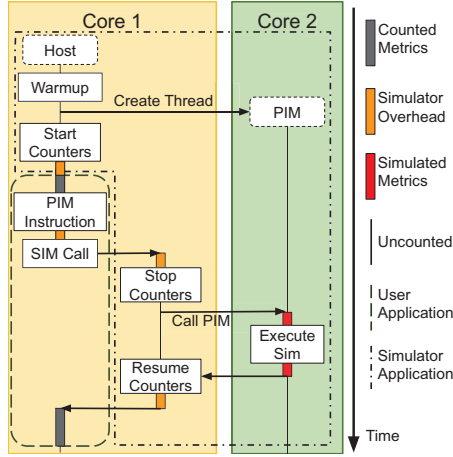 Core 1
Core 2
Host
Warmup
Create Thread
PIM
Start
Counters
PIM
Instruction
SIM Call
Stop
Counters
Call PIM
Execute
Sim
Resume
Counters
Counted
Metrics
Simulator
Overhead
Simulated
Metrics
Uncounted
User
Application
Simulator
Application
Time